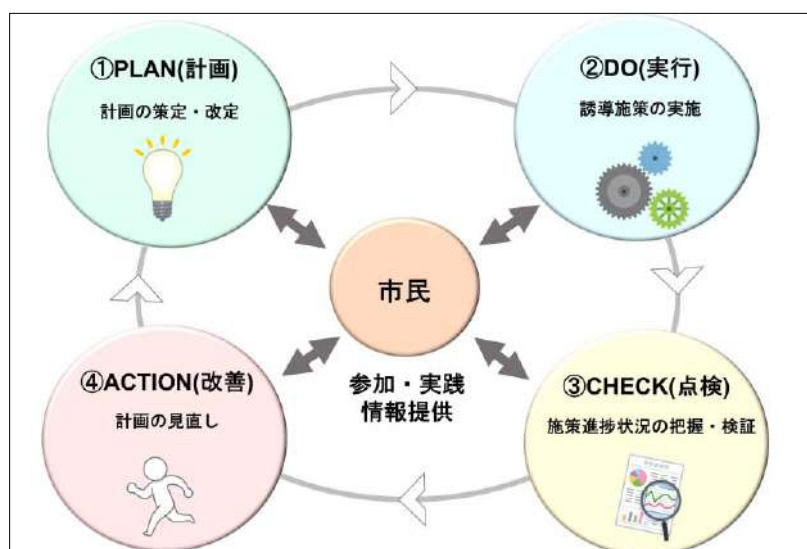 ①PLAN(計画)
計画の策定・改定
②DO(実行)
誘導施策の実施
市民
参加・実践
情報提供
③CHECK(点検)
施策進捗状況の把握・検証
④ACTION(改善)
計画の見直し